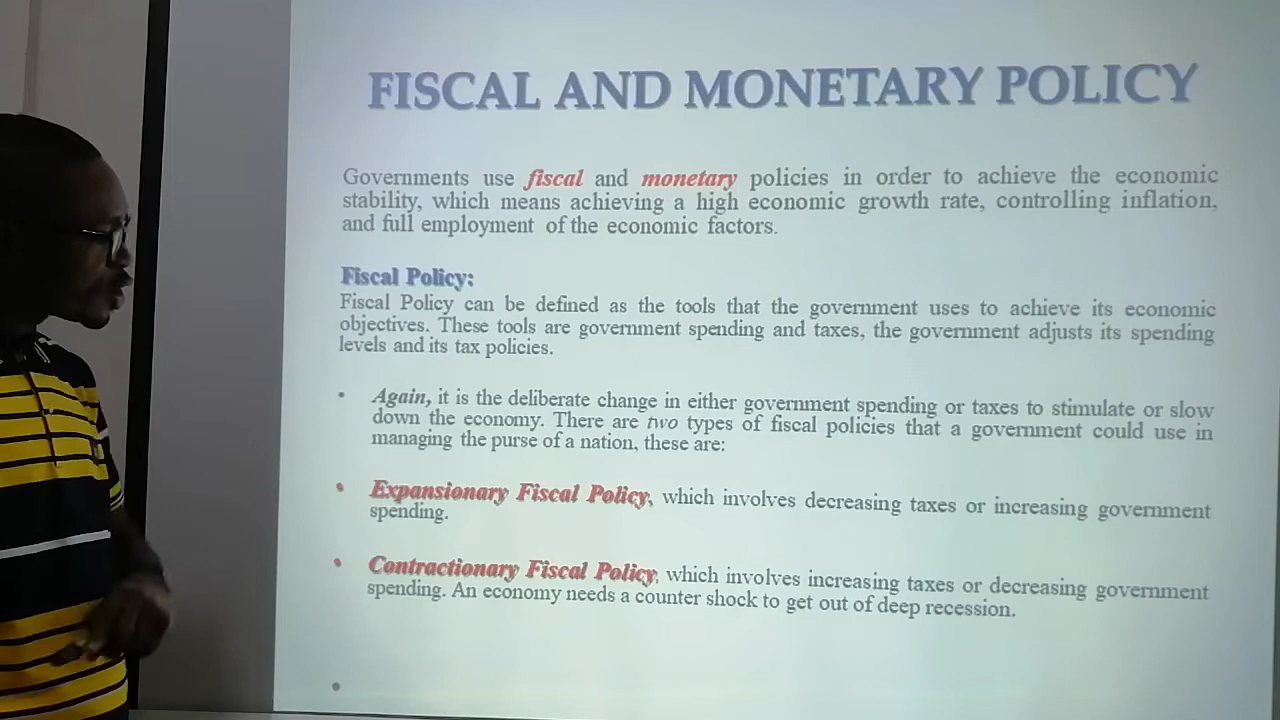 FISCAL AND MONETARY POLICY
Governments use fiscal and monetary policies in order to achieve the economic
stability, which means achieving a high economic growth rate, controlling inflation,
and full employment of the economic factors.
Fiscal Policy:
Fiscal Policy can be defined as the tools that the government uses to achieve its economic
objectives. These tools are government spending and taxes, the government adjusts its spending
levels and its tax policies.
• Again, it is the deliberate change in either government spending or taxes to stimulate or slow
down the economy. There are two types of fiscal policies that a government could use in
managing the purse of a nation, these are:
• Expansionary Fiscal Policy, which involves decreasing taxes or increasing government
spending.
• Contractionary Fiscal Policy, which involves increasing taxes or decreasing government
spending. An economy needs a counter shock to get out of deep recession.
•